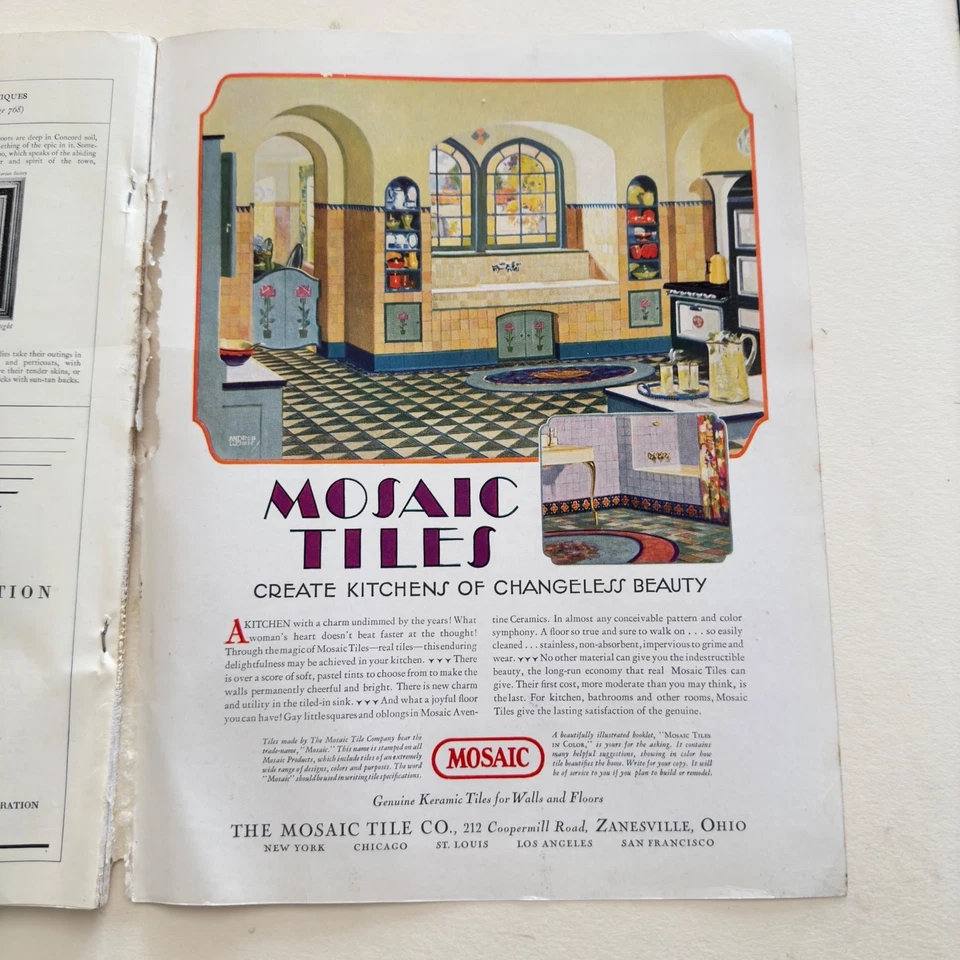 IQUES
768)
oots are deep in Concord soil,
ething of the epic in it. Some-
oo, which speaks of the abiding
r and spirit of the town,
fies take their outings in
and petticoats, with
ve their tender skins, or
cks with sun-tan backs.
TION
RATION
MOSAIC
TILES
CREATE KITCHENS OF CHANGELESS BEAUTY
A KITCHEN with a charm undimmed by the years! What
woman's heart doesn't beat faster at the thought!
Through the magic of Mosaic Tiles—real tiles—this enduring
delightfulness may be achieved in your kitchen. There
is over a score of soft, pastel tints to choose from to make the
walls permanently cheerful and bright. There is new charm
and utility in the tiled-in sink. And what a joyful floor
you can have! Gay little squares and oblongs in Mosaic Aven-
tine Ceramics. In almost any conceivable pattern and color
symphony. A floor so true and sure to walk on . . . so easily
cleaned . . . stainless, non-absorbent, impervious to grime and
wear. No other material can give you the indestructible
beauty, the long-run economy that real Mosaic Tiles can
give. Their first cost, more moderate than you may think, is
the last. For kitchen, bathrooms and other rooms, Mosaic
Tiles give the lasting satisfaction of the genuine.
Tiles made by The Mosaic Tile Company bear the
trade-name, "Mosaic." This name is stamped on all
Mosaic Products, which include tiles of an extremely
wide range of designs, colors and purposes. The word
"Mosaic" should be used in writing tile specifications.
MOSAIC
A beautifully illustrated booklet, "MOSAIC TILES
IN COLOR," is yours for the asking. It contains
many helpful suggestions, showing in color how
tile beautifies the home. Write for your copy. It will
be of service to you if you plan to build or remodel.
Genuine Keramic Tiles for Walls and Floors
THE MOSAIC TILE CO., 212 Coopermill Road, ZANESVILLE, OHIO
NEW YORK CHICAGO ST. LOUIS LOS ANGELES SAN FRANCISCO